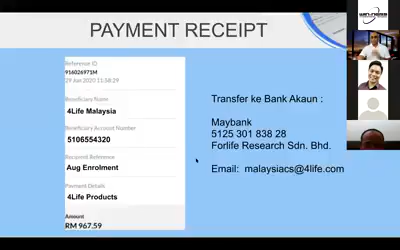 PAYMENT RECEIPT
Reference ID
916026971M
29 Jun 2020 11:58:29
Beneficiary Name
4Life Malaysia
Beneficiary Account Number
5106554320
Required Reference
Aug Enrolment
Payment Details
4Life Products
Amount
RM 967.59
Transfer ke Bank Akaun :
Maybank
5125 301 838 28
Forlife Research Sdn. Bhd.
Email: malaysiacs@4life.com